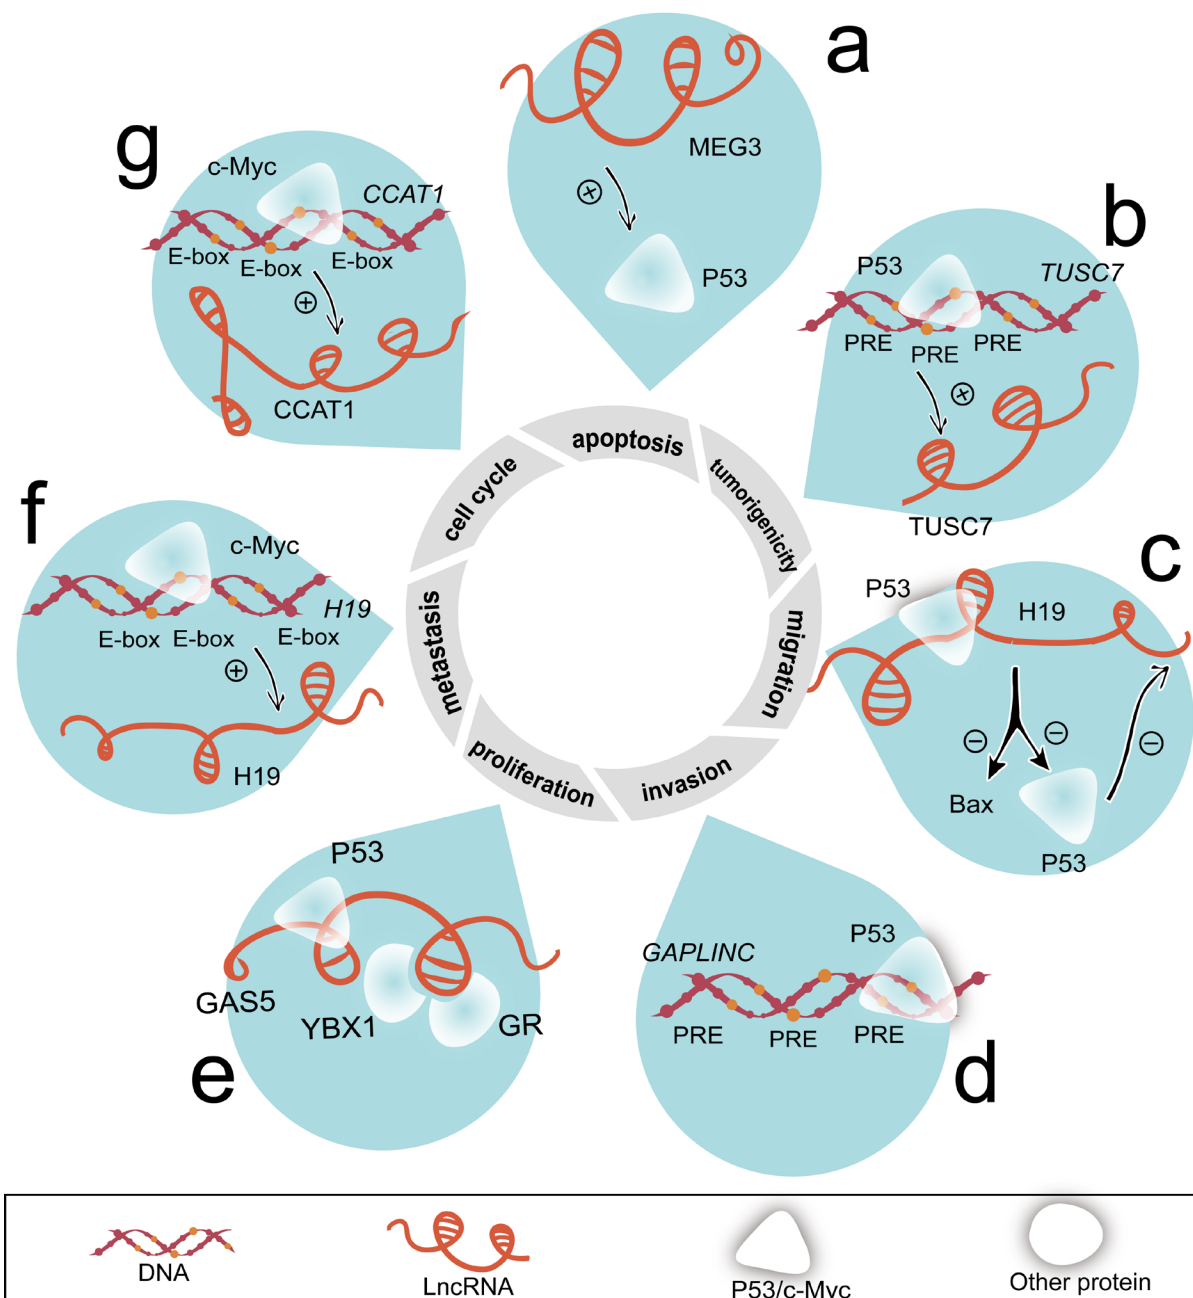 a
MEG3
P53
b
P53
TUSC7
PRE
PRE
PRE
TUSC7
c
P53
H19
Bax
P53
d
GAPLINC
P53
PRE
PRE
PRE
e
P53
GAS5
YBX1
GR
f
c-Myc
H19
E-box
E-box
E-box
H19
g
c-Myc
CCAT1
E-box
E-box
E-box
CCAT1
apoptosis
tumorigenicity
migration
invasion
proliferation
metastasis
cell cycle
DNA
LncRNA
P53/c-Myc
Other protein